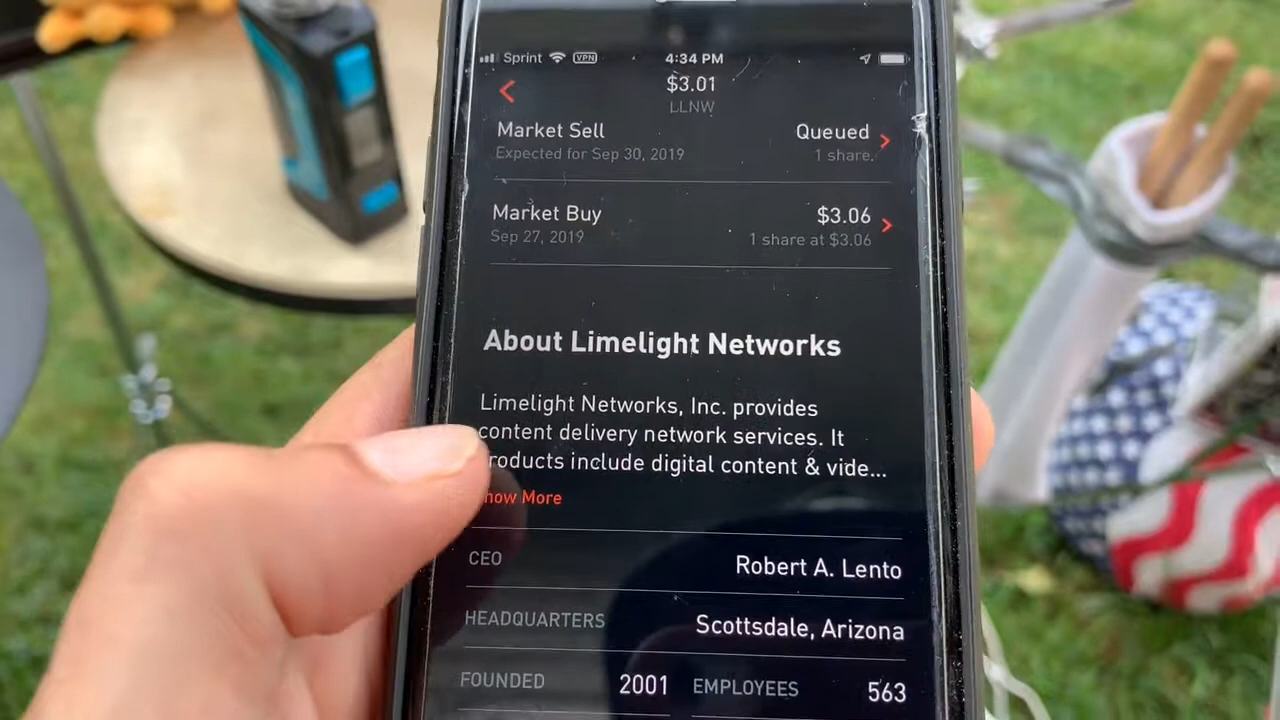 Sprint VPN 4:34 PM
$3.01
LLNW
Market Sell Queued
Expected for Sep 30, 2019 1 share.
Market Buy $3.06
Sep 27, 2019 1 share at $3.06
About Limelight Networks
Limelight Networks, Inc. provides
content delivery network services. It
roducts include digital content & vide...
how More
CEO Robert A. Lento
HEADQUARTERS Scottsdale, Arizona
FOUNDED 2001 EMPLOYEES 563